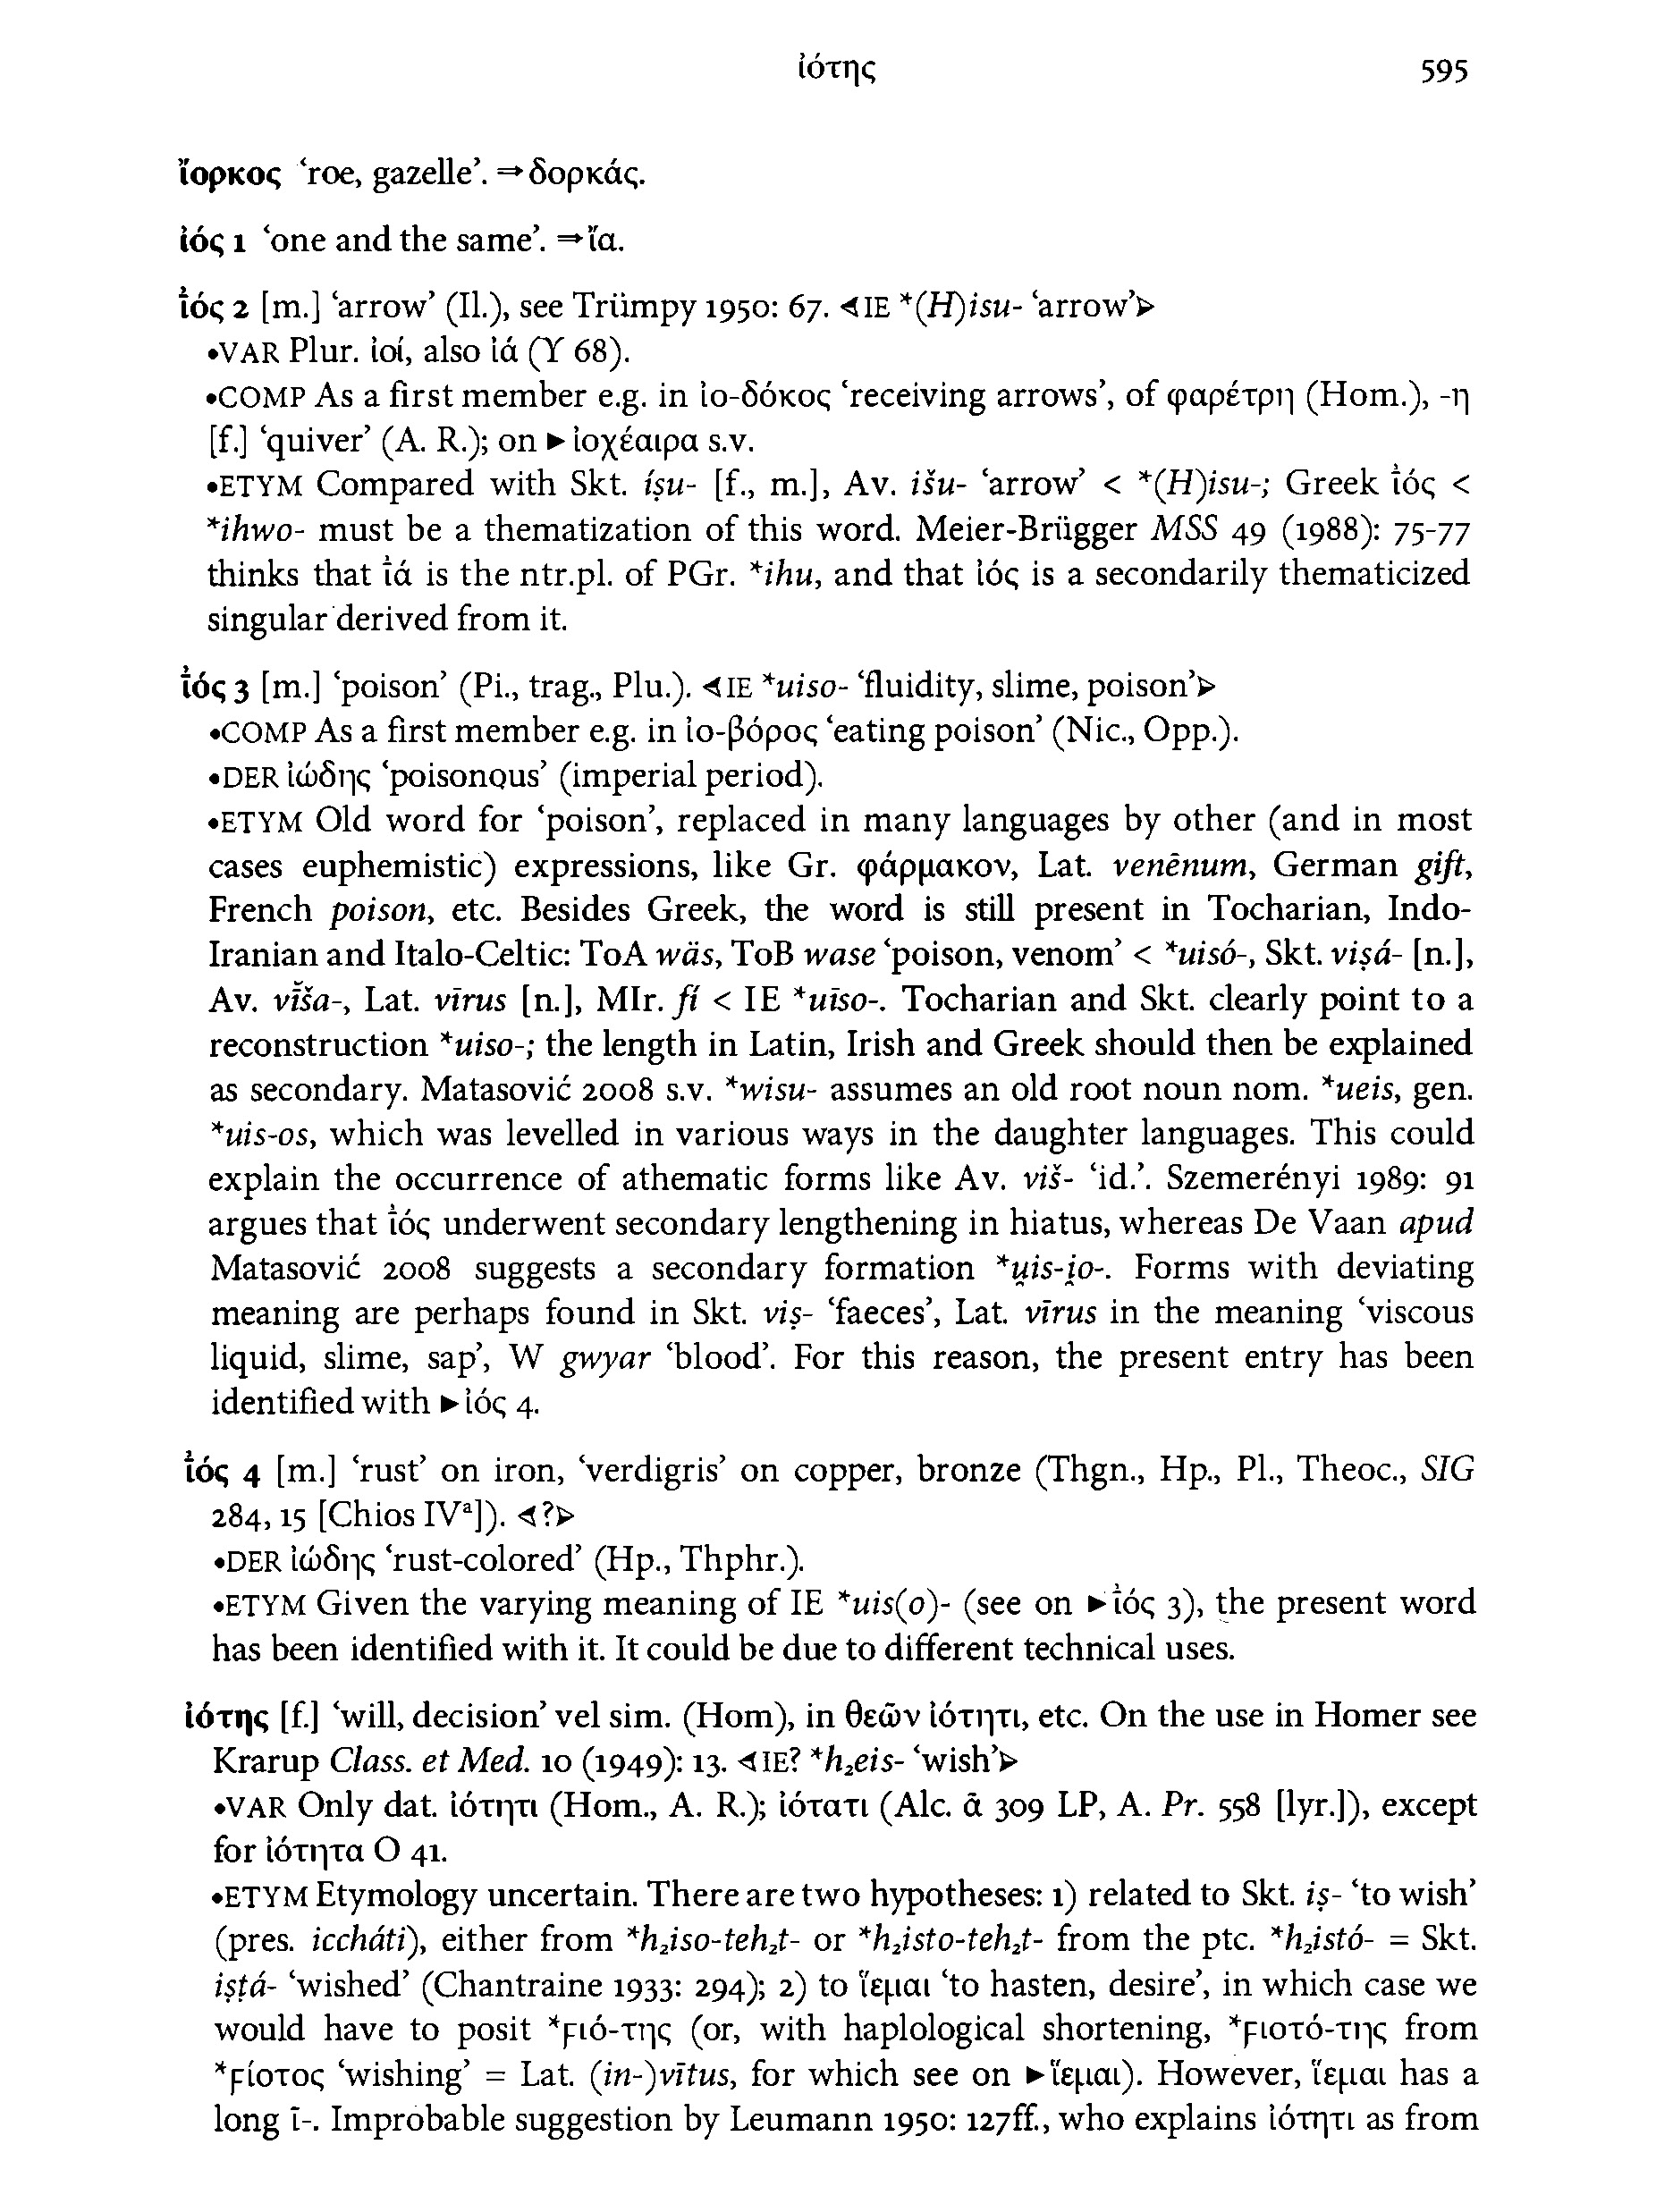 ἰότης 595
ἴορκος ‘roe, gazelle’. ⇒δορκάς.
ἰός 1 ‘one and the same’. ⇒ἴα.
ῑ̓ός 2 [m.] ‘arrow’ (Il.), see Trümpy 1950: 67. ◁IE *(H)isu- ‘arrow’▷
•VAR Plur. ἰοί, also ἰά (Υ 68).
•COMP As a first member e.g. in ἰο-δόκος ‘receiving arrows’, of φαρέτρη (Hom.), -η
[f.] ‘quiver’ (A. R.); on ►ἰοχέαιρα s.v.
•ETYM Compared with Skt. íṣu- [f., m.], Av. išu- ‘arrow’ < *(H)isu-; Greek ῑ̓ός <
*ihwo- must be a thematization of this word. Meier-Brügger MSS 49 (1988): 75-77
thinks that ῑ̓ά is the ntr.pl. of PGr. *ihu, and that ἰός is a secondarily thematicized
singular derived from it.
ῑ̓ός 3 [m.] ‘poison’ (Pi., trag., Plu.). ◁IE *uiso- ‘fluidity, slime, poison’▷
•COMP As a first member e.g. in ἰο-βόρος ‘eating poison’ (Nic., Opp.).
•DER ἰώδης ‘poisonous’ (imperial period).
•ETYM Old word for ‘poison’, replaced in many languages by other (and in most
cases euphemistic) expressions, like Gr. φάρμακον, Lat. venēnum, German gift,
French poison, etc. Besides Greek, the word is still present in Tocharian, Indo-
Iranian and Italo-Celtic: ToA wäs, ToB wase ‘poison, venom’ < *uisó-, Skt. viṣá- [n.],
Av. vīša-, Lat. vīrus [n.], MIr. fí < IE *uīso-. Tocharian and Skt. clearly point to a
reconstruction *uiso-; the length in Latin, Irish and Greek should then be explained
as secondary. Matasović 2008 s.v. *wisu- assumes an old root noun nom. *ueis, gen.
*uis-os, which was levelled in various ways in the daughter languages. This could
explain the occurrence of athematic forms like Av. viš- ‘id.’. Szemerényi 1989: 91
argues that ῑ̓ός underwent secondary lengthening in hiatus, whereas De Vaan apud
Matasović 2008 suggests a secondary formation *u̯is-i̯o-. Forms with deviating
meaning are perhaps found in Skt. viṣ- ‘faeces’, Lat. vīrus in the meaning ‘viscous
liquid, slime, sap’, W gwyar ‘blood’. For this reason, the present entry has been
identified with ►ἰός 4.
ῑ̓ός 4 [m.] ‘rust’ on iron, ‘verdigris’ on copper, bronze (Thgn., Hp., Pl., Theoc., SIG
284, 15 [Chios IVᵃ]). ◁?▷
•DER ἰώδης ‘rust-colored’ (Hp., Thphr.).
•ETYM Given the varying meaning of IE *uis(o)- (see on ►ῑ̓ός 3), the present word
has been identified with it. It could be due to different technical uses.
ἰότης [f.] ‘will, decision’ vel sim. (Hom), in θεῶν ἰότητι, etc. On the use in Homer see
Krarup Class. et Med. 10 (1949): 13. ◁IE? *h₂eis- ‘wish’▷
•VAR Only dat. ἰότητι (Hom., A. R.); ἰότατι (Alc. ᾱ 309 LP, A. Pr. 558 [lyr.]), except
for ἰότητα Ο 41.
•ETYM Etymology uncertain. There are two hypotheses: 1) related to Skt. iṣ- ‘to wish’
(pres. iccháti), either from *h₂iso-teh₂t- or *h₂isto-teh₂t- from the ptc. *h₂istó- = Skt.
iṣṭá- ‘wished’ (Chantraine 1933: 294); 2) to ἵεμαι ‘to hasten, desire’, in which case we
would have to posit *ϝιό-της (or, with haplological shortening, *ϝιοτό-της from
*ϝίοτος ‘wishing’ = Lat. (in-)vītus, for which see on ►ἵεμαι). However, ἵεμαι has a
long ῑ-. Improbable suggestion by Leumann 1950: 127ff., who explains ἰότητι as from